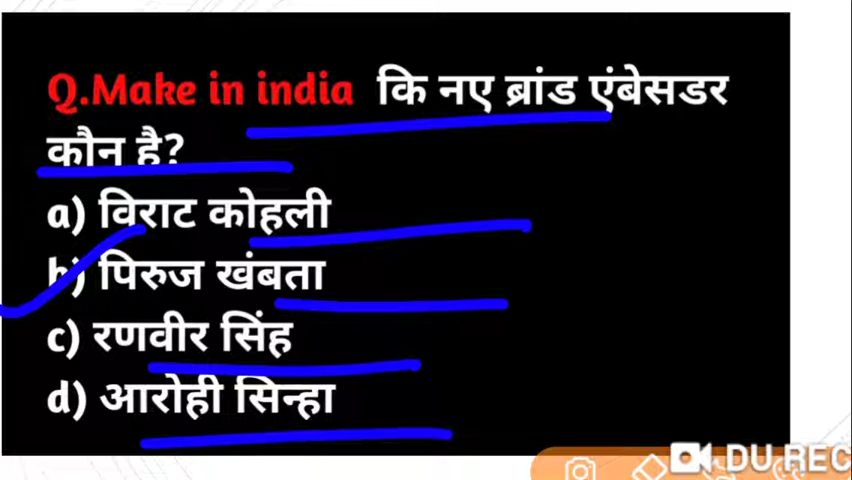 Q.Make in india कि नए ब्रांड एंबेसडर
कौन है?
a) विराट कोहली
b) पिरुज खंबता
c) रणवीर सिंह
d) आरोही सिन्हा
DU REC